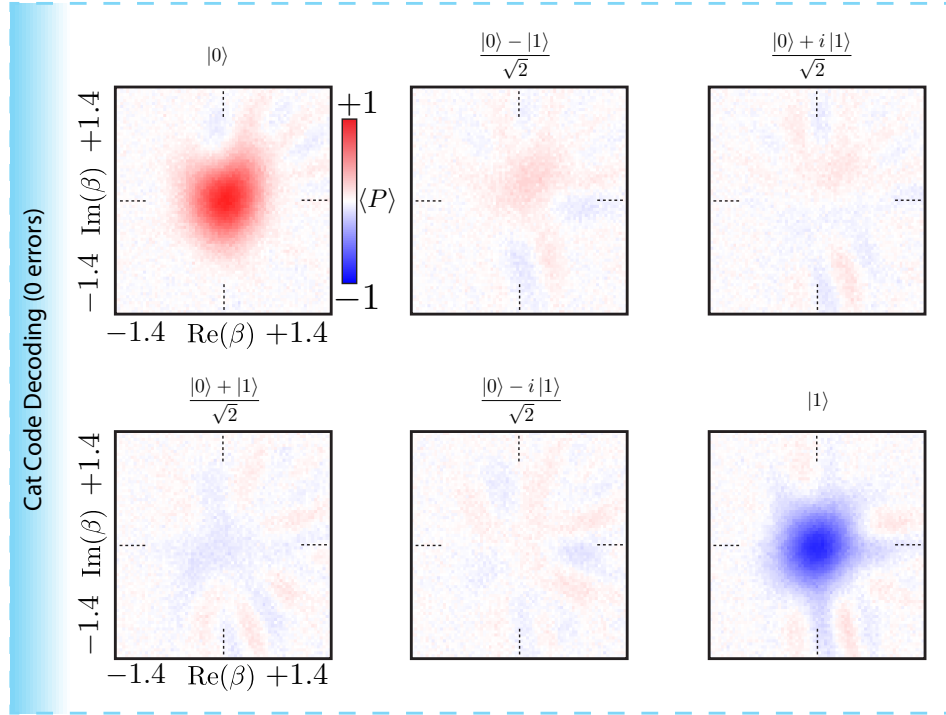 Cat Code Decoding (0 errors)
|0⟩
(|0⟩ − |1⟩)/√2
(|0⟩ + i|1⟩)/√2
−1.4 Im(β) +1.4
+1
⟨P⟩
−1
−1.4 Re(β) +1.4
(|0⟩ + |1⟩)/√2
(|0⟩ − i|1⟩)/√2
|1⟩
−1.4 Im(β) +1.4
−1.4 Re(β) +1.4